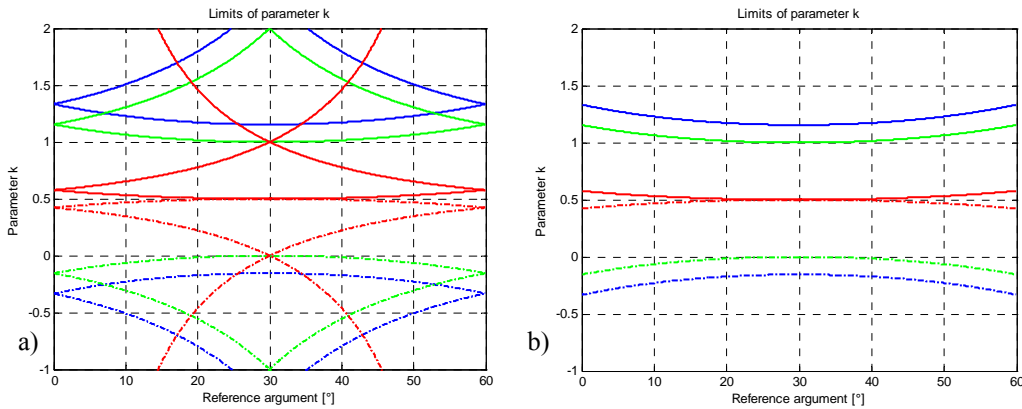 Limits of parameter k
2
1.5
1
0.5
0
-0.5
-1
Parameter k
0 10 20 30 40 50 60
Reference argument [°]
a)
Limits of parameter k
2
1.5
1
0.5
0
-0.5
-1
Parameter k
0 10 20 30 40 50 60
Reference argument [°]
b)